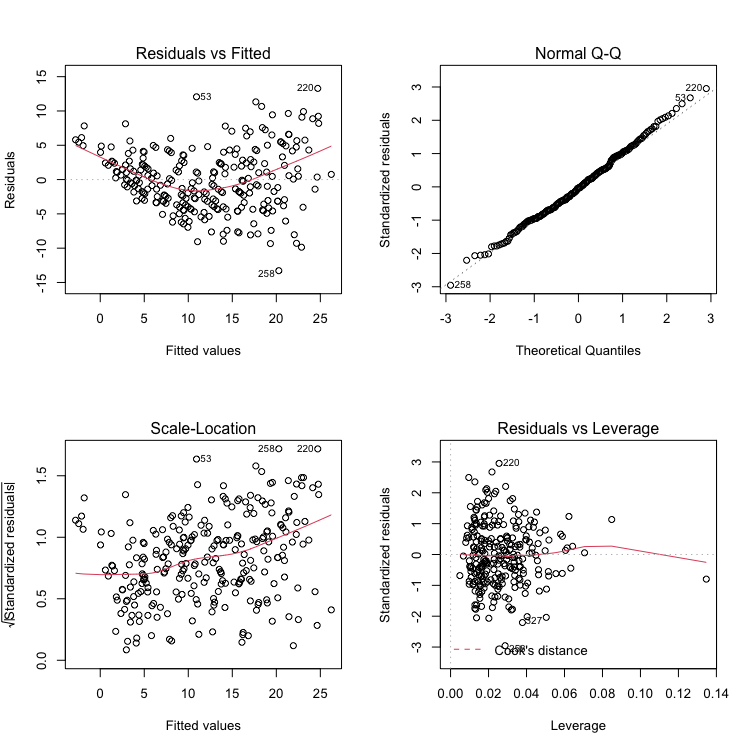 Residuals vs Fitted
Residuals
15
10
5
0
-5
-10
-15
53
220
258
0 5 10 15 20 25
Fitted values
Normal Q-Q
Standardized residuals
3
2
1
0
-1
-2
-3
220
53
258
-3 -2 -1 0 1 2 3
Theoretical Quantiles
Scale-Location
√|Standardized residuals|
1.5
1.0
0.5
0.0
258 220
53
0 5 10 15 20 25
Fitted values
Residuals vs Leverage
Standardized residuals
3
2
1
0
-1
-2
-3
220
327
Cook's distance
0.00 0.02 0.04 0.06 0.08 0.10 0.12 0.14
Leverage